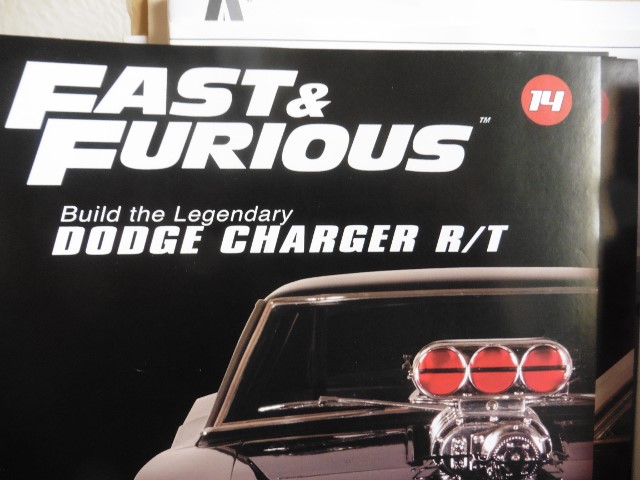 FAST &
FURIOUS™
14
Build the Legendary
DODGE CHARGER R/T